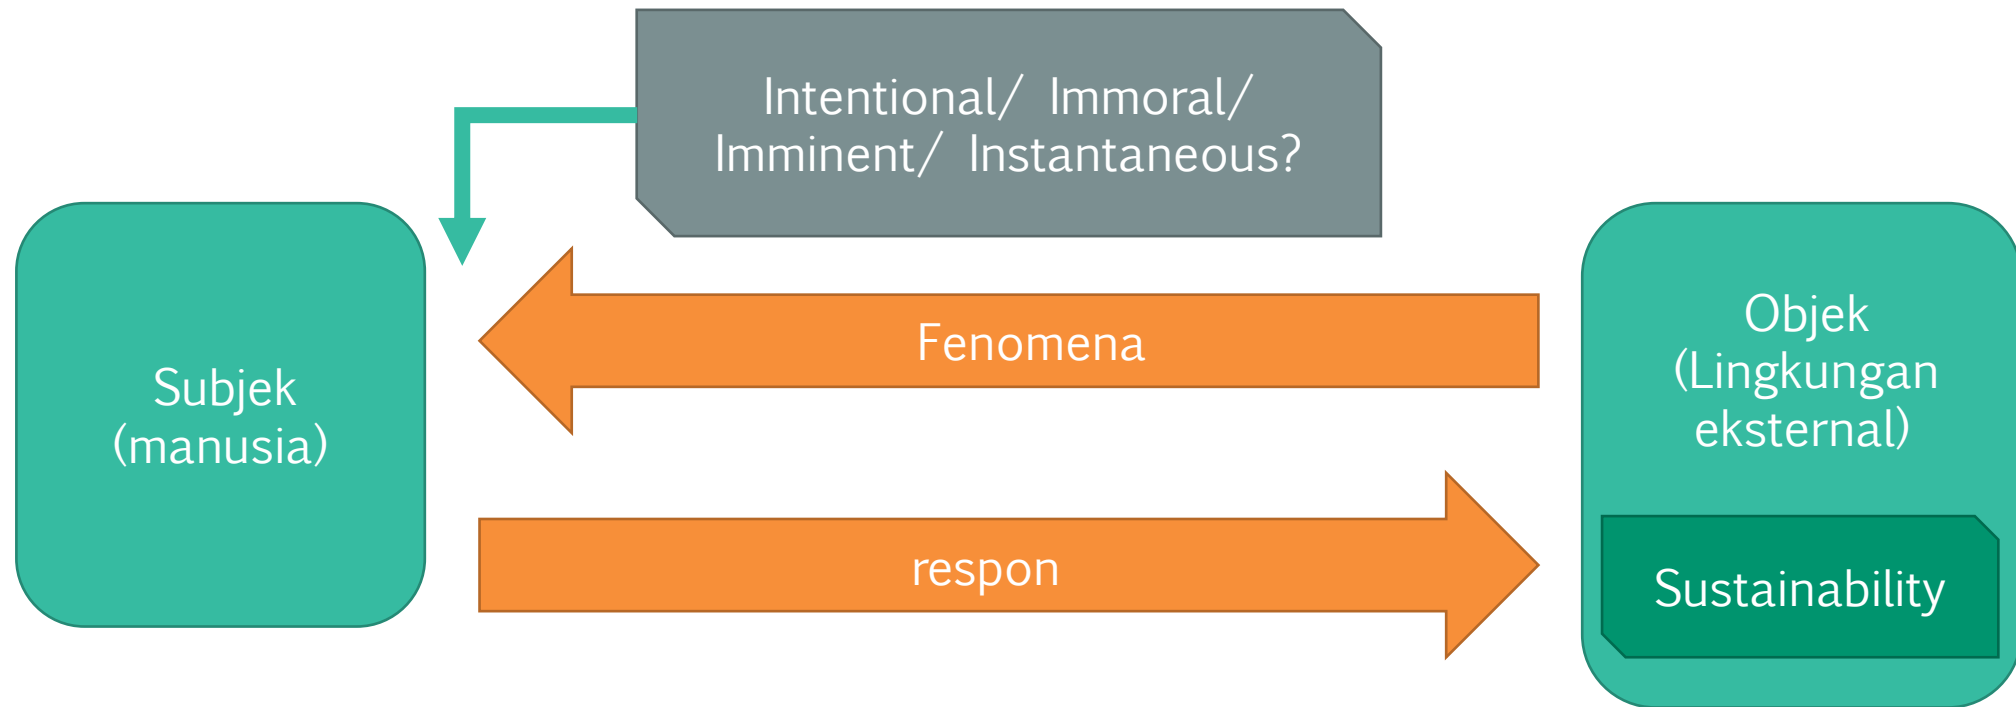 Intentional/ Immoral/
Imminent/ Instantaneous?
Subjek
(manusia)
Fenomena
respon
Objek
(Lingkungan
eksternal)
Sustainability